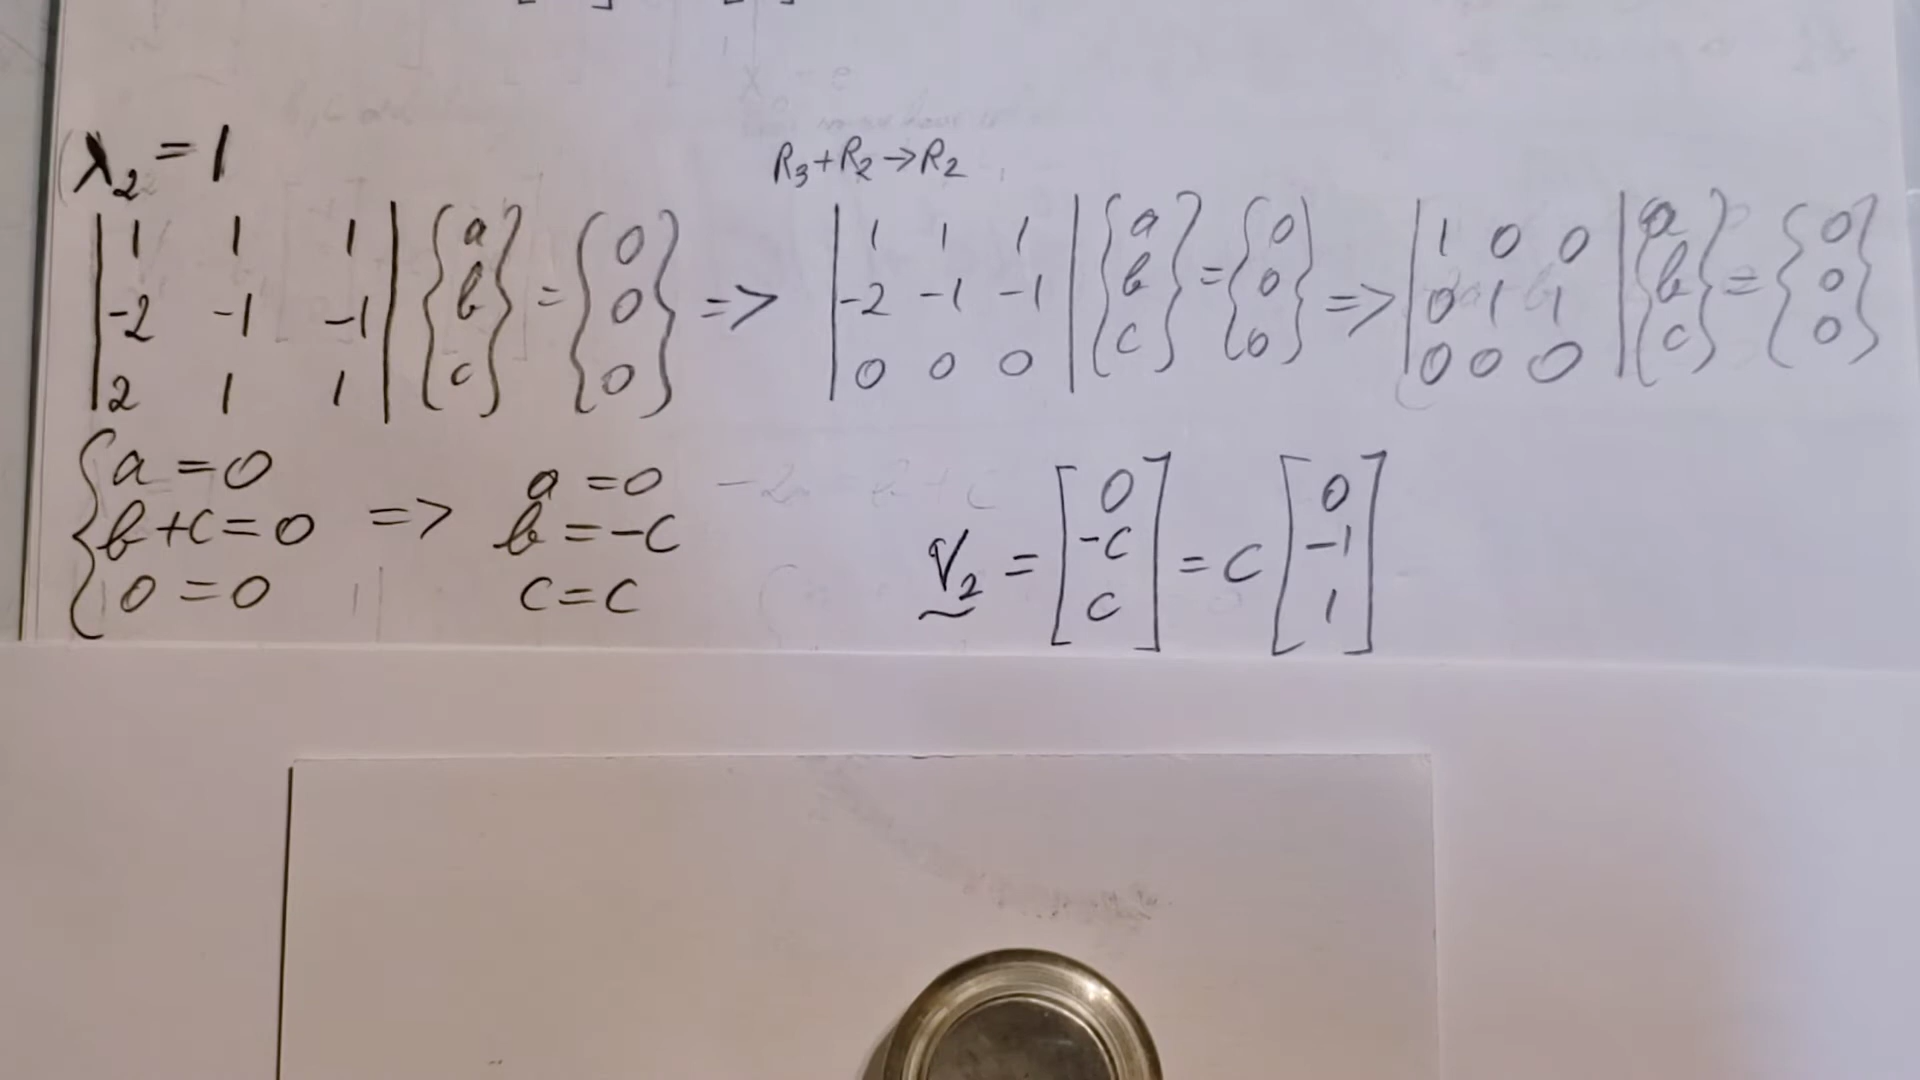 λ₂ = 1
R₃+R₂→R₂
|1 1 1| {a} = {0} => |1 1 1| {a} = {0} => |1 0 0| {a} = {0}
|-2 -1 -1| {b} {0} |-2 -1 -1| {b} {0} |0 1 1| {b} {0}
|2 1 1| {c} {0} |0 0 0| {c} {0} |0 0 0| {c} {0}
{a = 0 => a = 0
{b + c = 0 b = -c
{0 = 0 c = c
V₂ = [0 -c c] = c [0 -1 1]